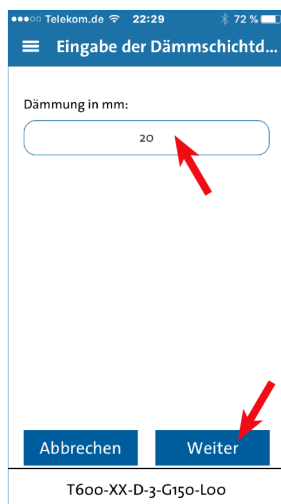 Telekom.de 22:29 72 %
Eingabe der Dämmschichtd...
Dämmung in mm:
20
Abbrechen Weiter
T600-XX-D-3-G150-L00